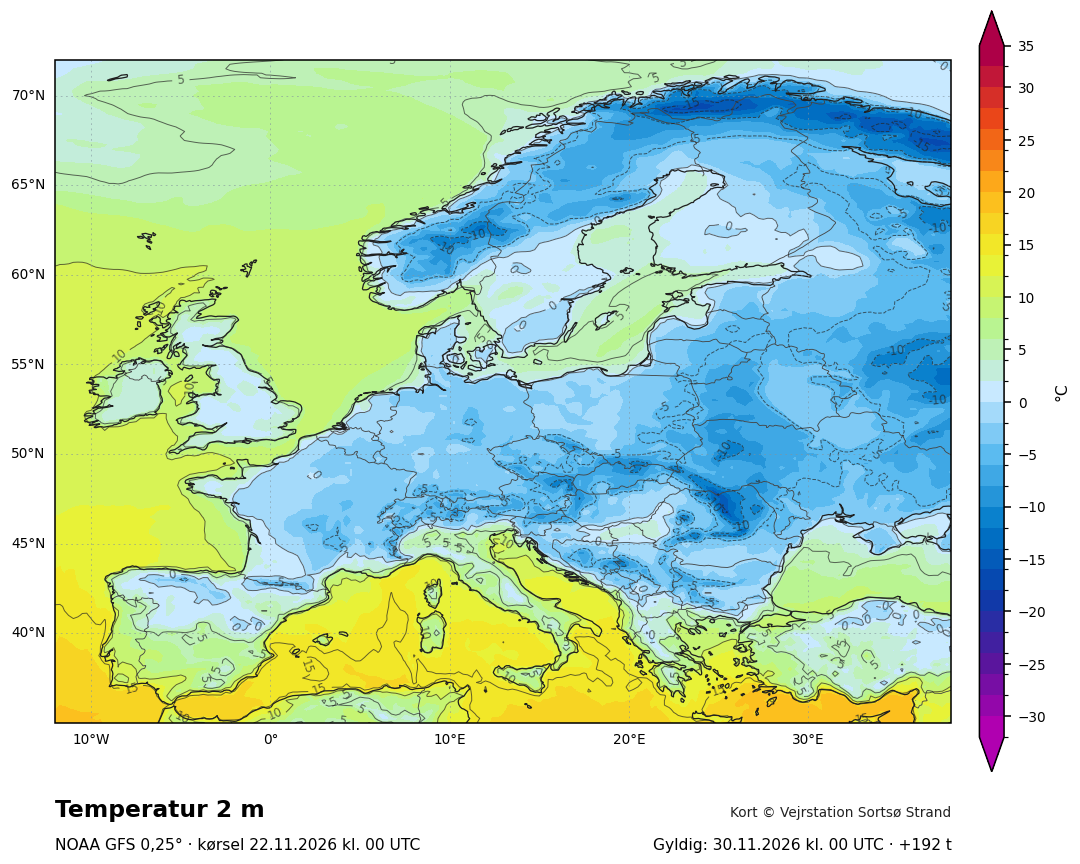 70°N
65°N
60°N
55°N
50°N
45°N
40°N
10°W 0° 10°E 20°E 30°E
35
30
25
20
15
10
5
0
−5
−10
−15
−20
−25
−30
°C
Temperatur 2 m
Kort © Vejrstation Sortsø Strand
NOAA GFS 0,25° · kørsel 22.11.2026 kl. 00 UTC
Gyldig: 30.11.2026 kl. 00 UTC · +192 t